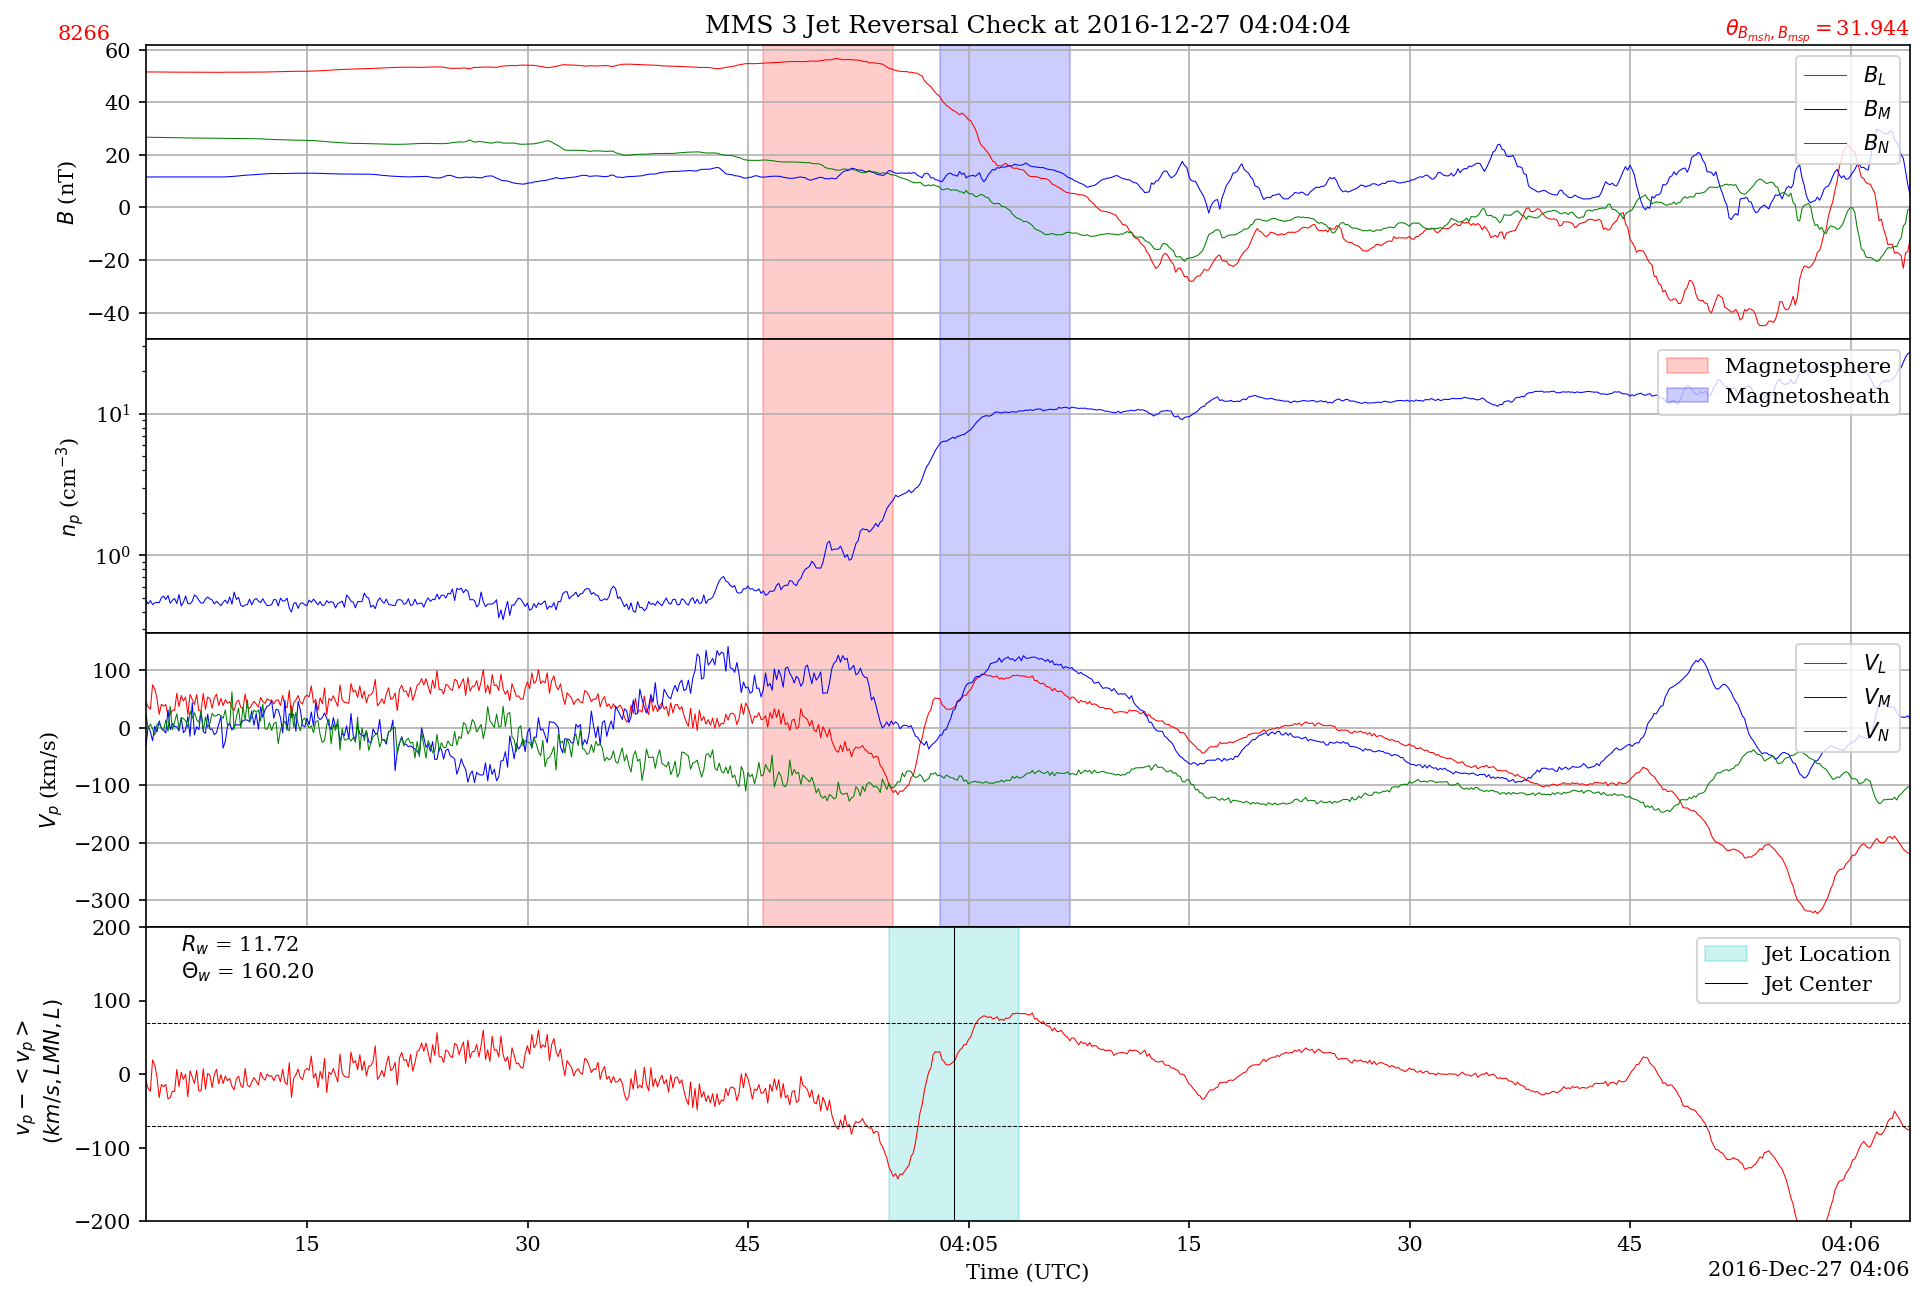 8266
MMS 3 Jet Reversal Check at 2016-12-27 04:04:04
θ_{B_{msh}, B_{msp}} = 31.944
60
40
20
0
−20
−40
B (nT)
B_L
B_M
B_N
10^1
10^0
n_p (cm^{−3})
Magnetosphere
Magnetosheath
100
0
−100
−200
−300
V_p (km/s)
V_L
V_M
V_N
200
100
0
−100
−200
v_p − <v_p>
(km/s, LMN, L)
R_w = 11.72
Θ_w = 160.20
Jet Location
Jet Center
15 30 45 04:05 15 30 45 04:06
Time (UTC)
2016-Dec-27 04:06